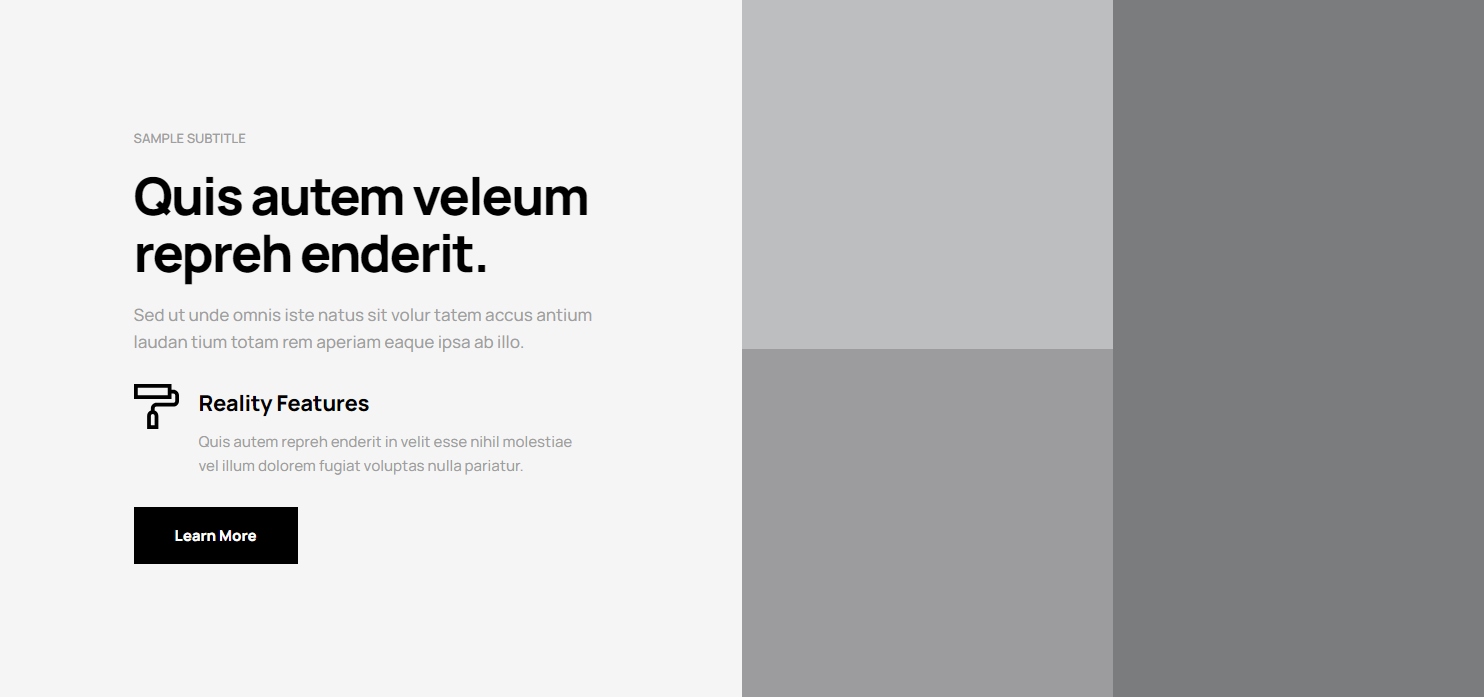 SAMPLE SUBTITLE
Quis autem veleum
repreh enderit.
Sed ut unde omnis iste natus sit volur tatem accus antium
laudan tium totam rem aperiam eaque ipsa ab illo.
Reality Features
Quis autem repreh enderit in velit esse nihil molestiae
vel illum dolorem fugiat voluptas nulla pariatur.
Learn More